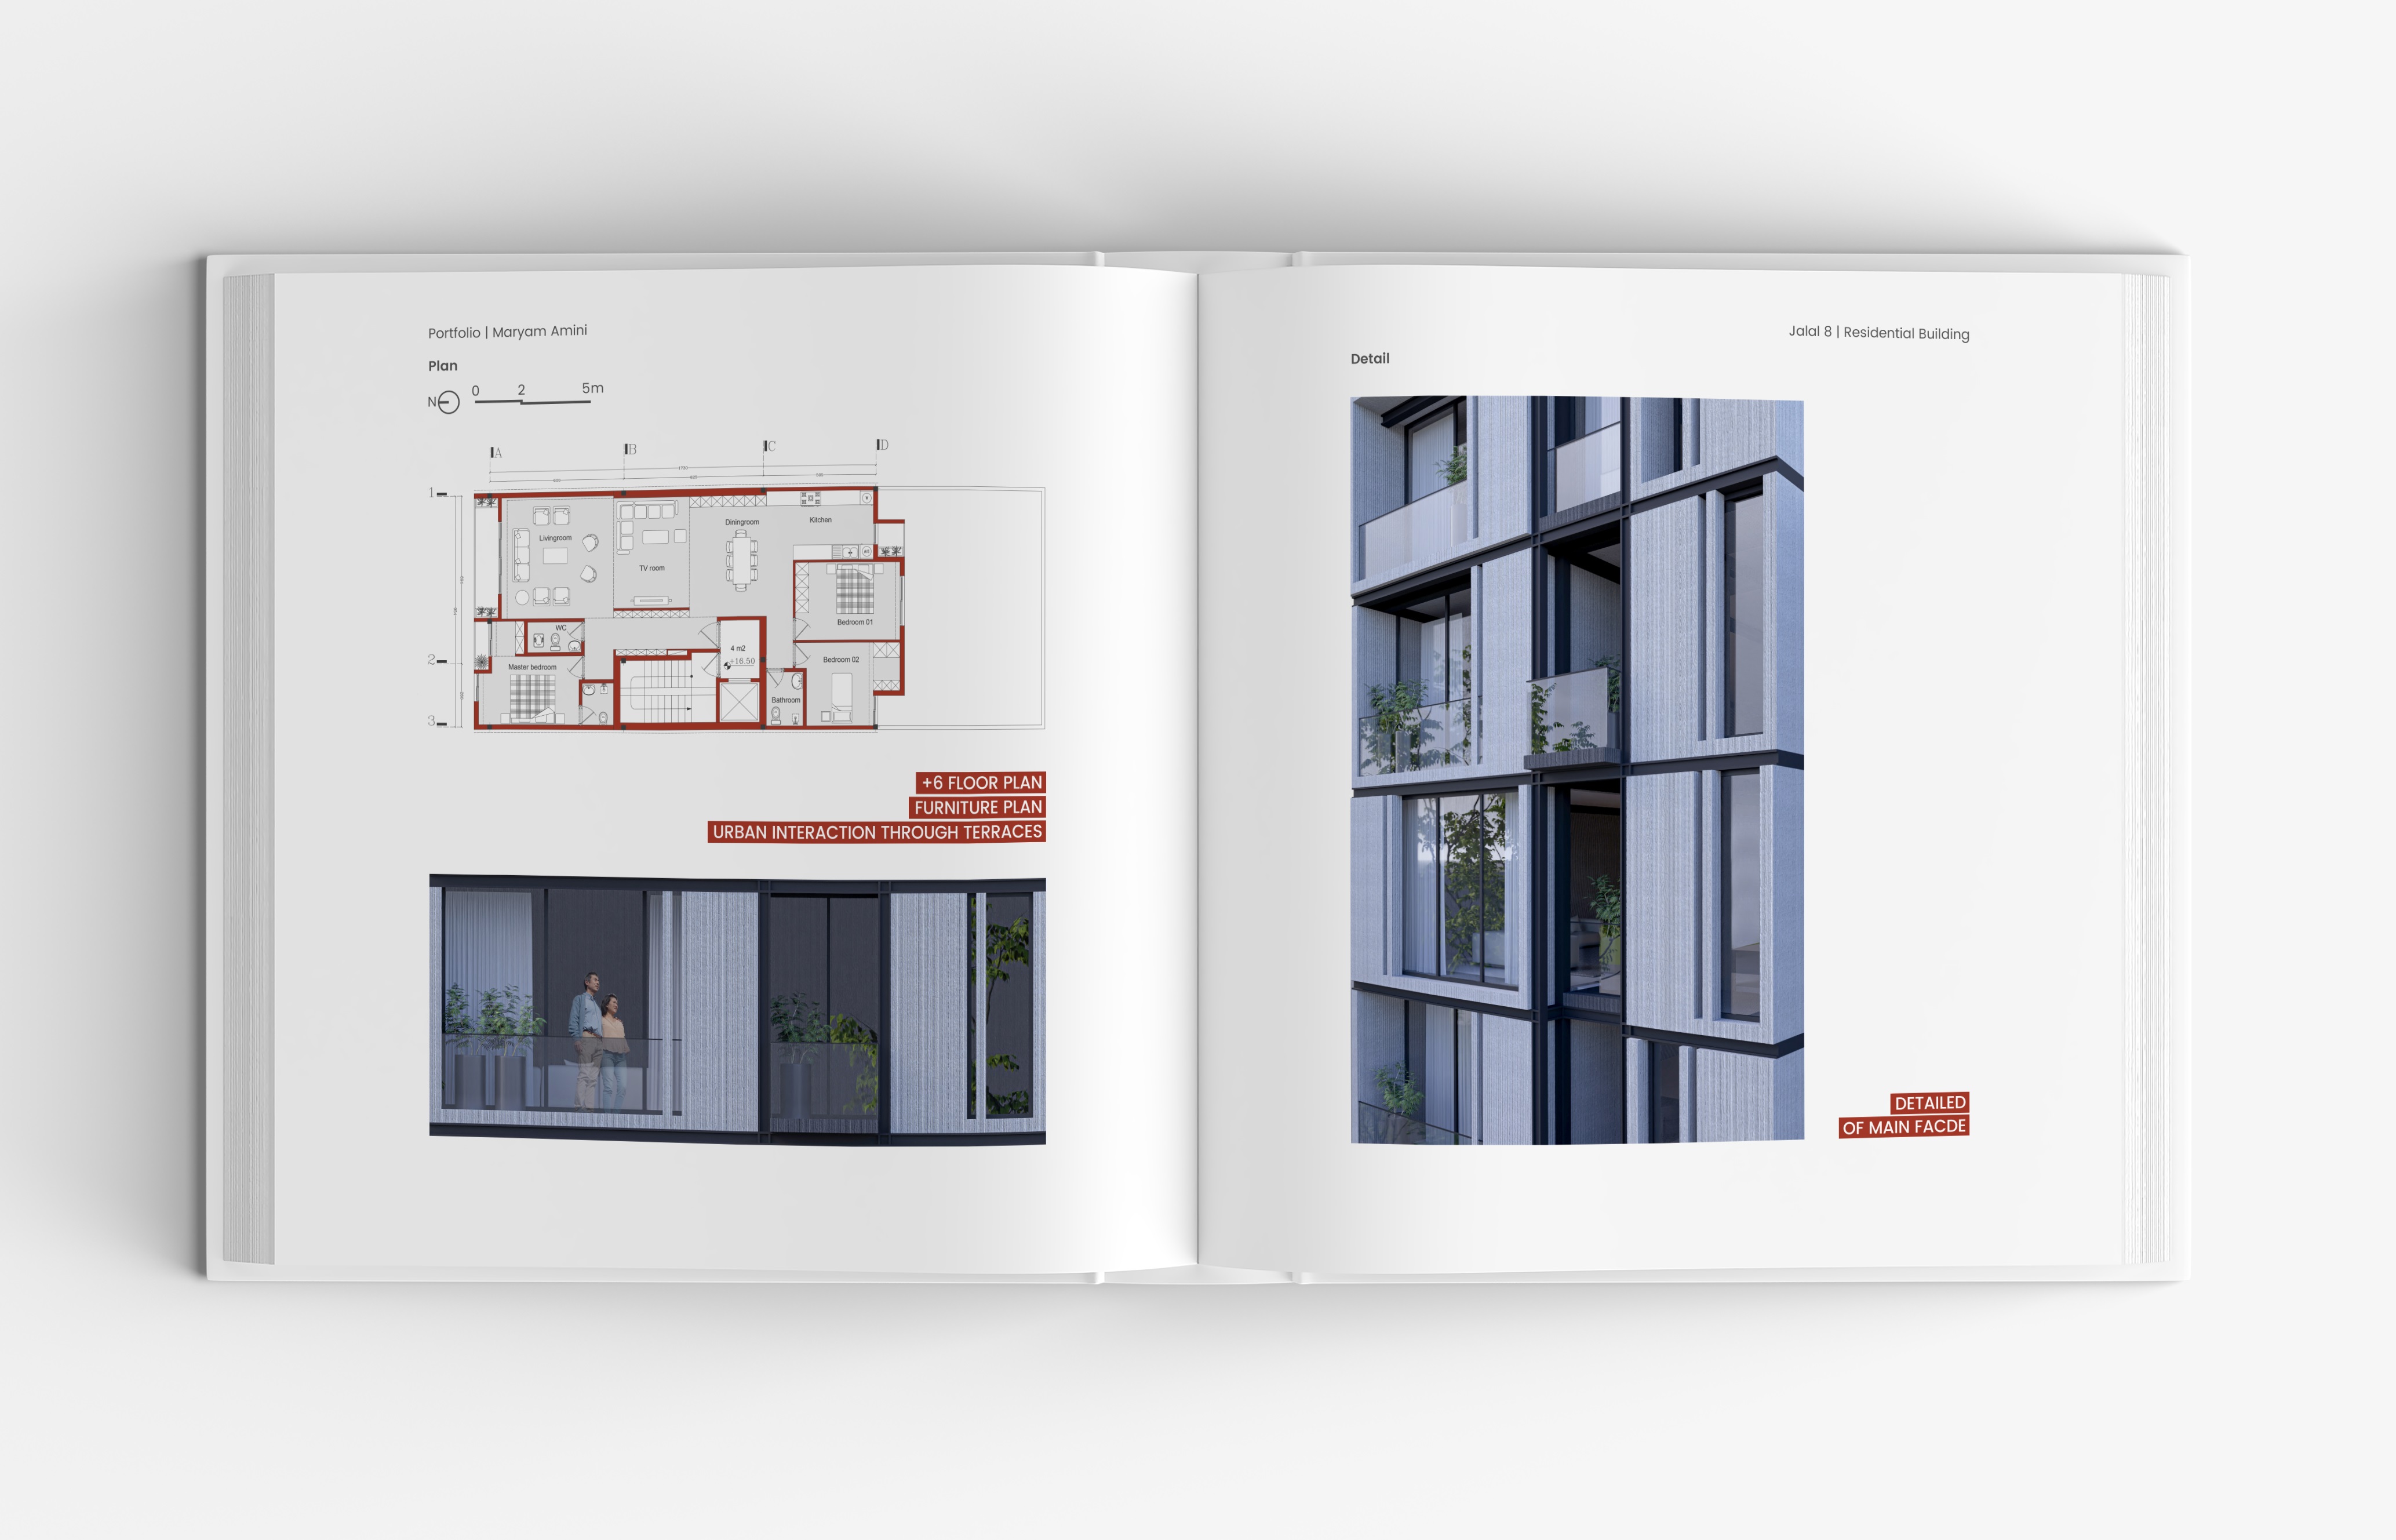 Portfolio | Maryam Amini
Plan
N
0 2 5m
A B C D
1
Livingroom
TV room
Diningroom
Kitchen
WC
Bedroom 01
2
Master bedroom
4 m2
+16.50
Bedroom 02
Bathroom
3
+6 FLOOR PLAN
FURNITURE PLAN
URBAN INTERACTION THROUGH TERRACES
Jalal 8 | Residential Building
Detail
DETAILED
OF MAIN FACDE